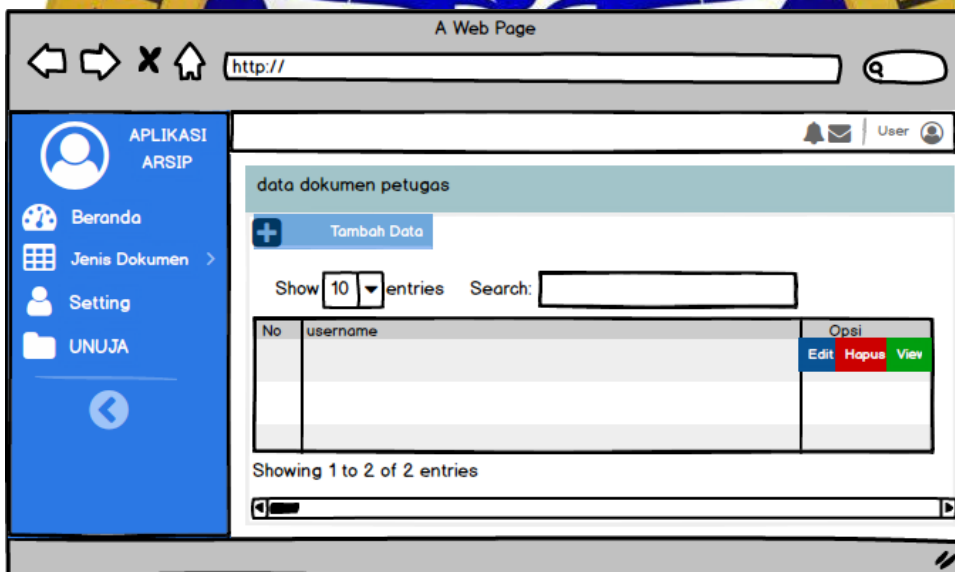 A Web Page
http://
APLIKASI
ARSIP
User
Beranda
Jenis Dokumen
Setting
UNUJA
data dokumen petugas
Tambah Data
Show 10 entries Search:
No username Opsi
Edit Hapus View
Showing 1 to 2 of 2 entries